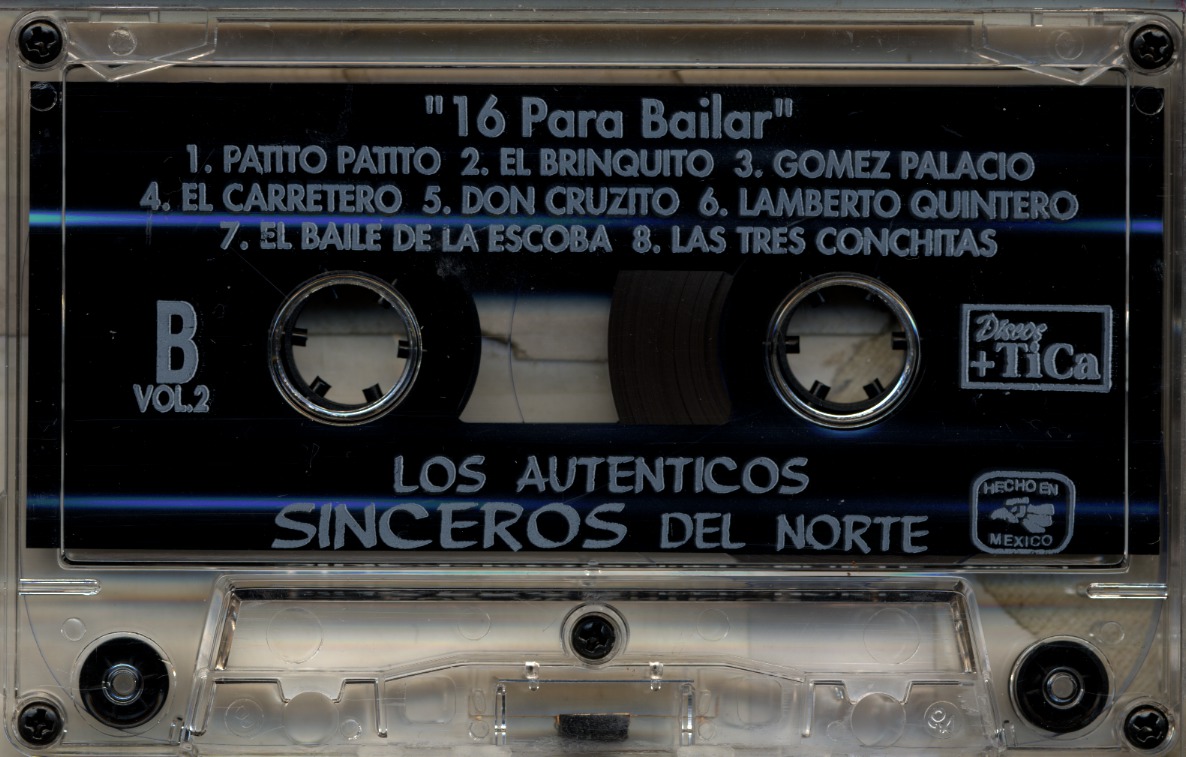 "16 Para Bailar"
1. PATITO PATITO 2. EL BRINQUITO 3. GOMEZ PALACIO
4. EL CARRETERO 5. DON CRUZITO 6. LAMBERTO QUINTERO
7. EL BAILE DE LA ESCOBA 8. LAS TRES CONCHITAS
B
VOL.2
Discos
+TiCa
LOS AUTENTICOS
SINCEROS DEL NORTE
HECHO EN
MEXICO